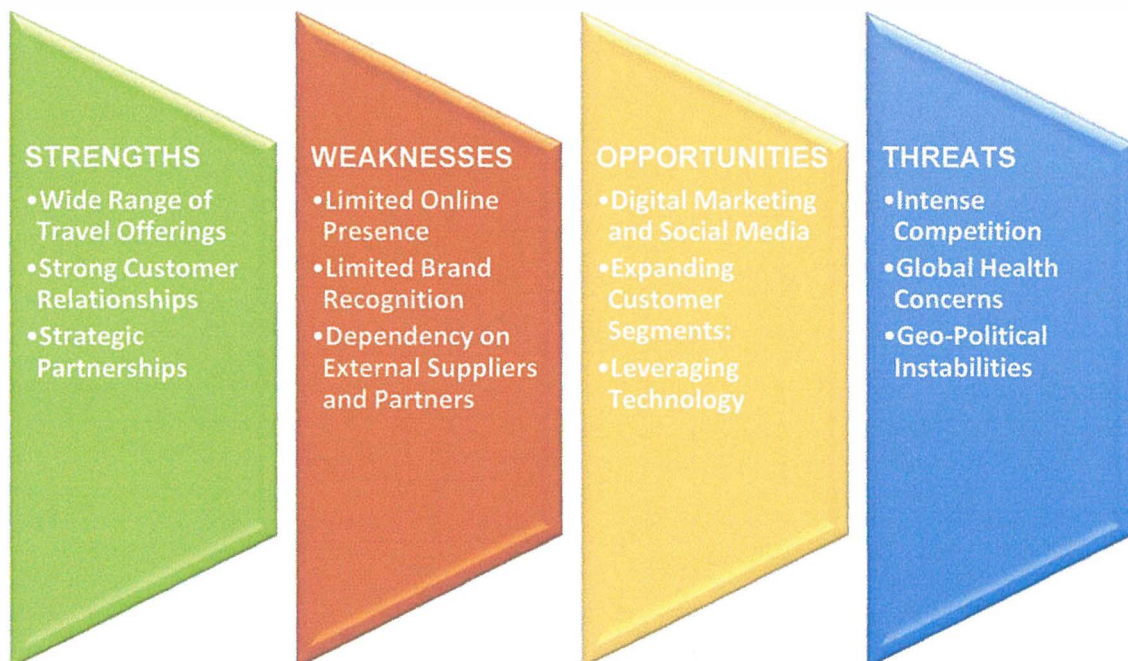 STRENGTHS
•Wide Range of
Travel Offerings
•Strong Customer
Relationships
•Strategic
Partnerships
WEAKNESSES
•Limited Online
Presence
•Limited Brand
Recognition
•Dependency on
External Suppliers
and Partners
OPPORTUNITIES
•Digital Marketing
and Social Media
•Expanding
Customer
Segments:
•Leveraging
Technology
THREATS
•Intense
Competition
•Global Health
Concerns
•Geo-Political
Instabilities